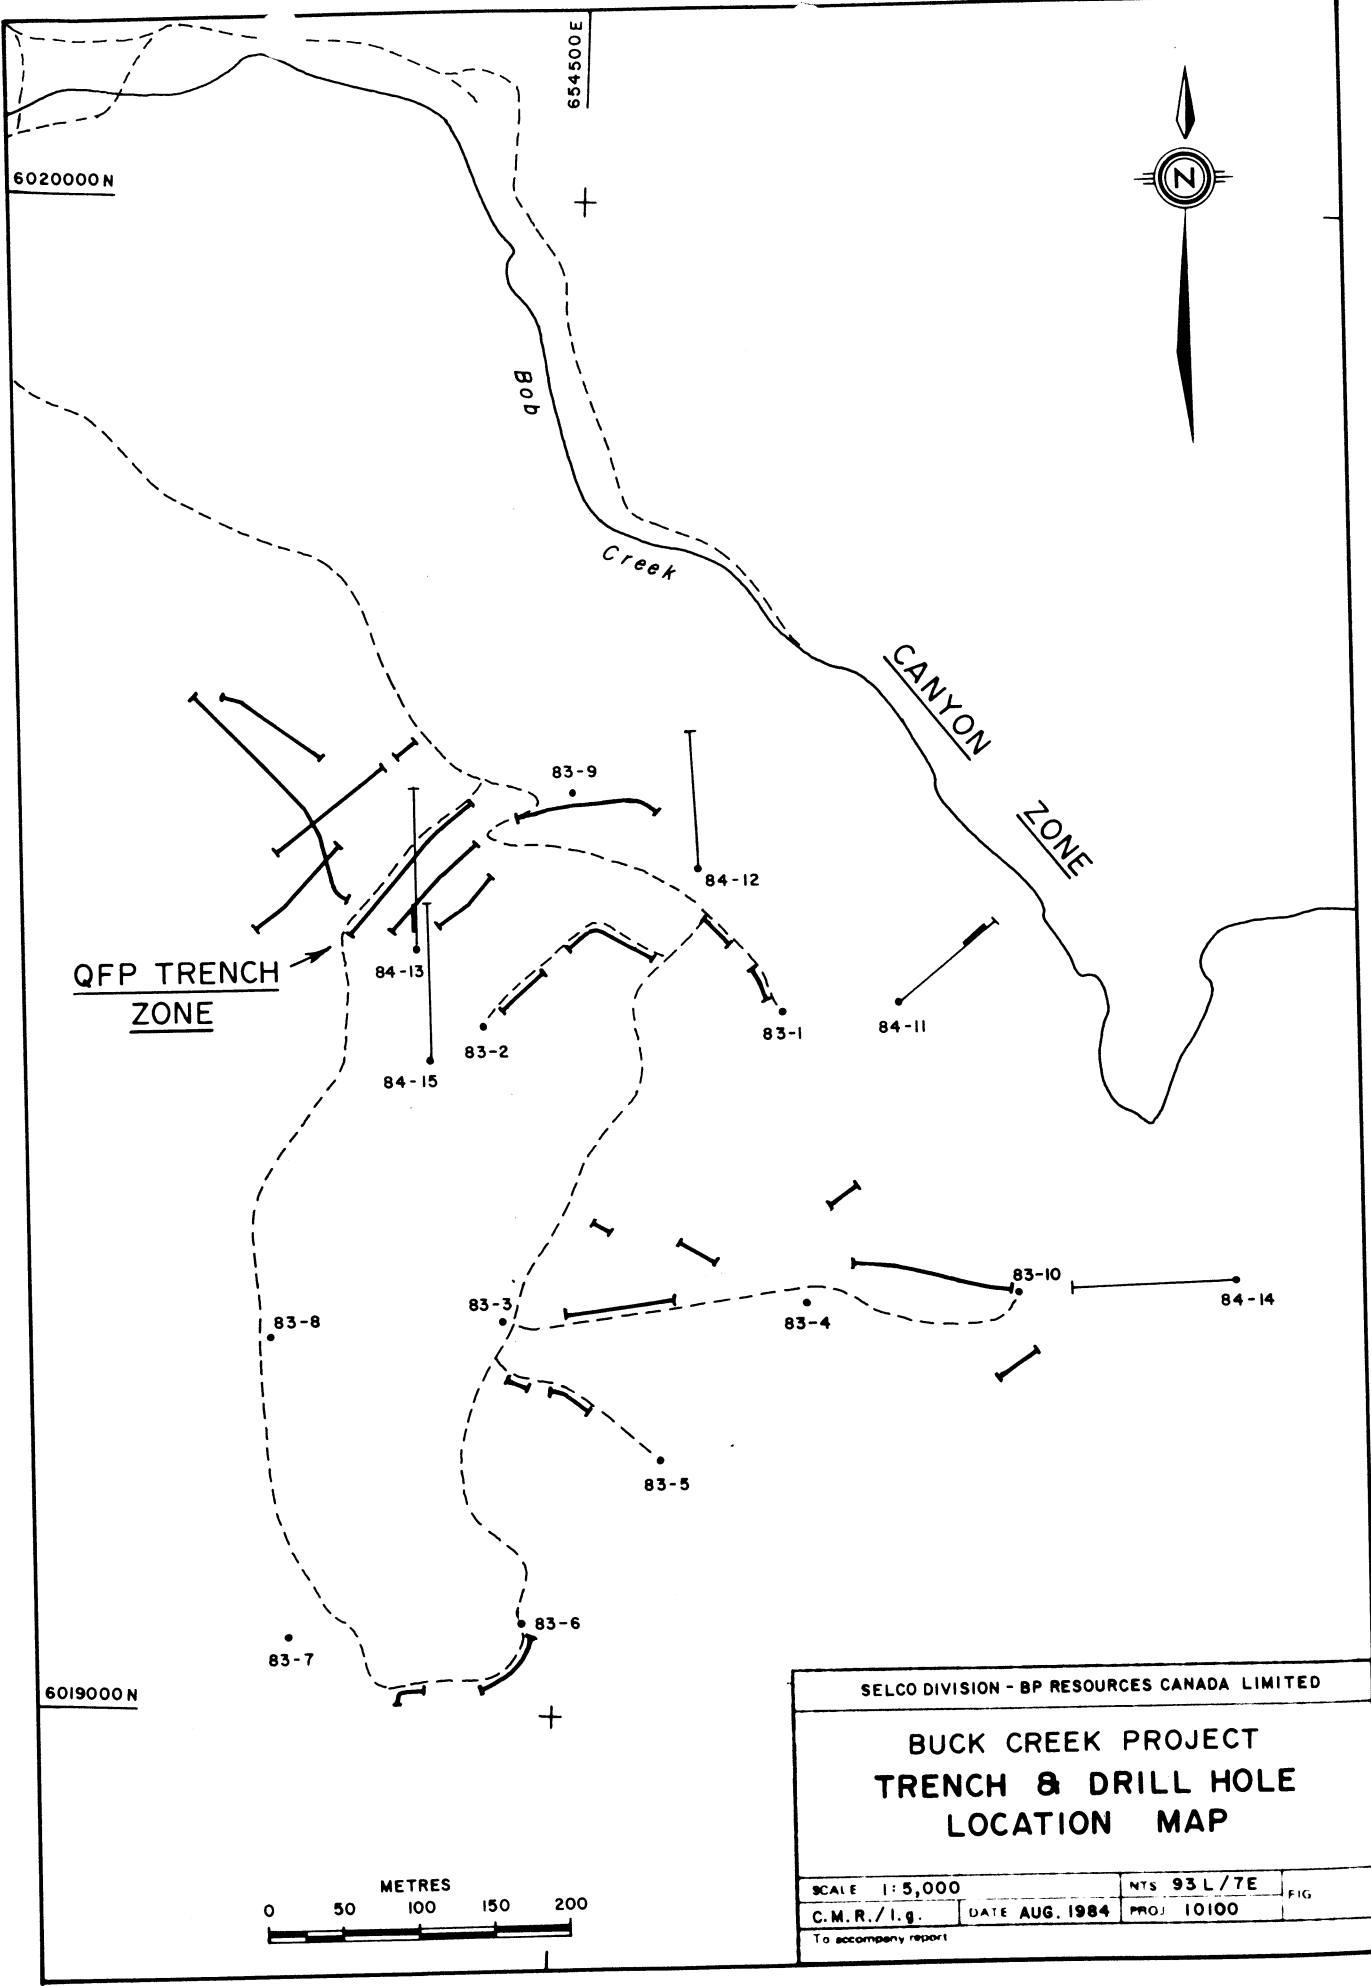 654500E
6020000N
N
Bob
Creek
CANYON
ZONE
83-9
84-12
QFP TRENCH
ZONE
84-13
84-15
83-2
83-1
84-11
83-10
84-14
83-3
83-4
83-8
83-5
83-6
83-7
6019000N
METRES
0 50 100 150 200
SELCO DIVISION - BP RESOURCES CANADA LIMITED
BUCK CREEK PROJECT
TRENCH & DRILL HOLE
LOCATION MAP
SCALE 1:5,000
NTS 93L/7E
FIG
C.M.R./l.g.
DATE AUG. 1984
PROJ 10100
To accompany report